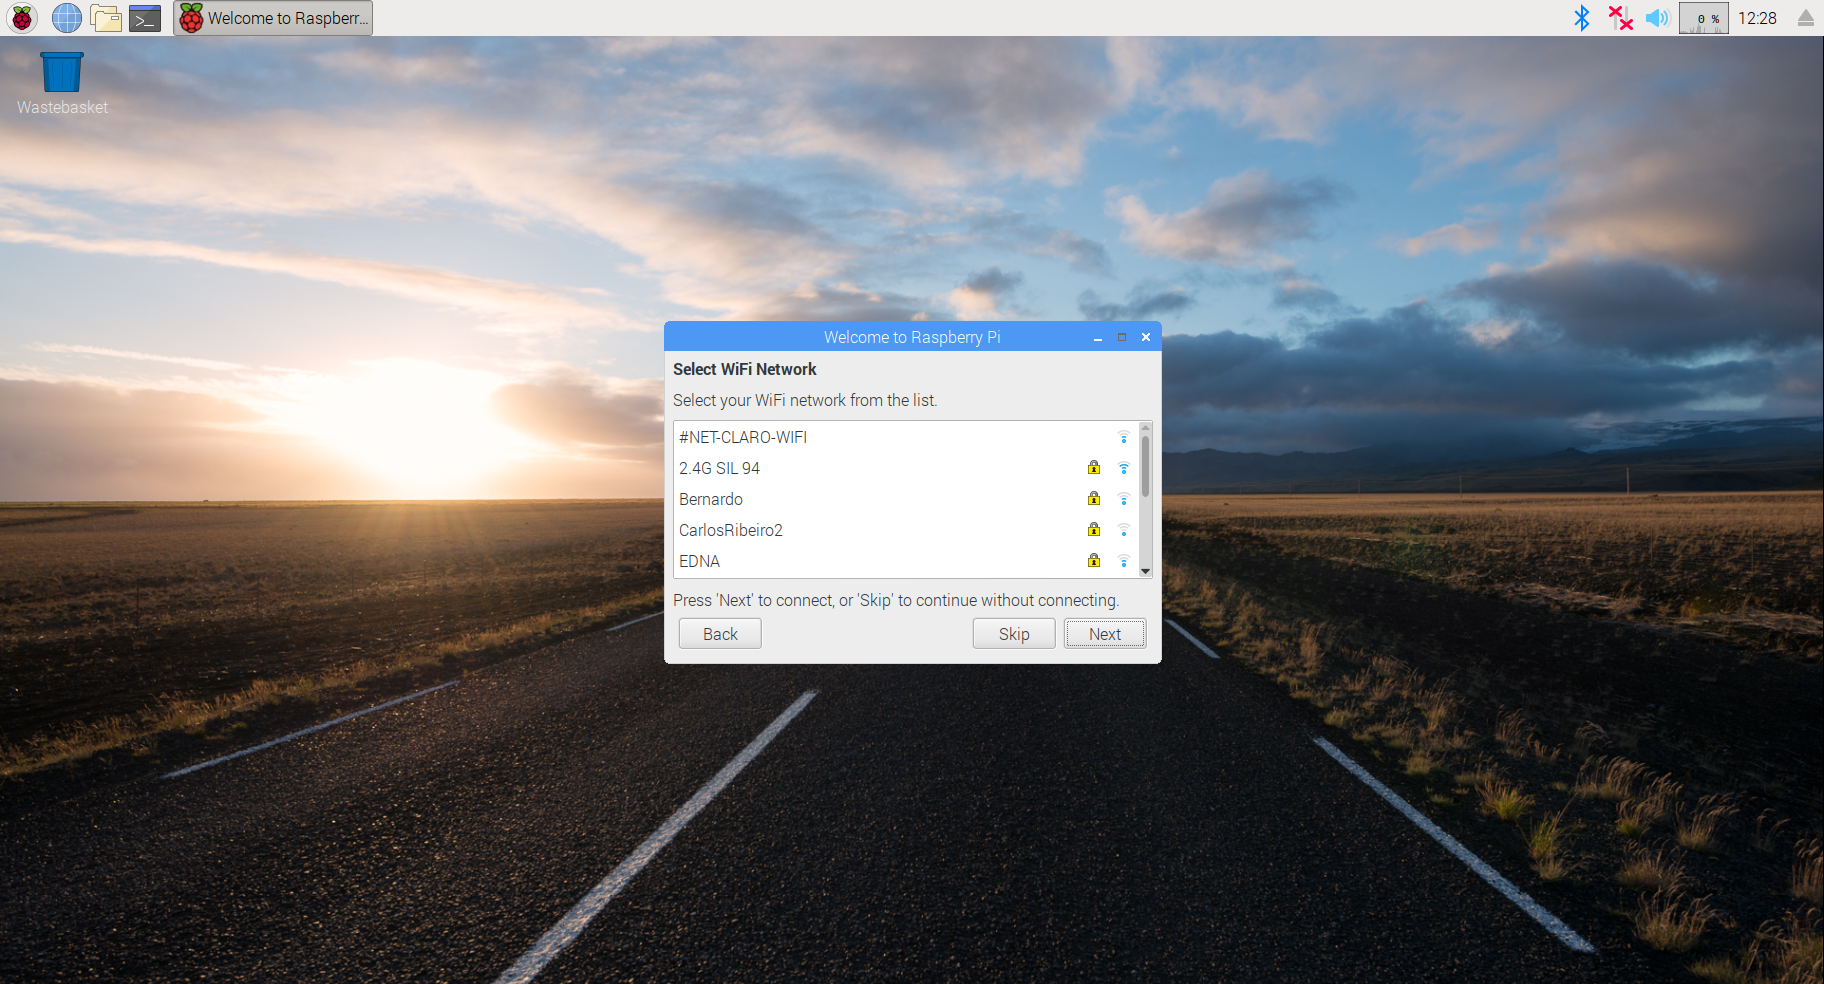 Welcome to Raspberr...
0 %
12:28
Wastebasket
Welcome to Raspberry Pi
Select WiFi Network
Select your WiFi network from the list.
#NET-CLARO-WIFI
2.4G SIL 94
Bernardo
CarlosRibeiro2
EDNA
Press 'Next' to connect, or 'Skip' to continue without connecting.
Back Skip Next